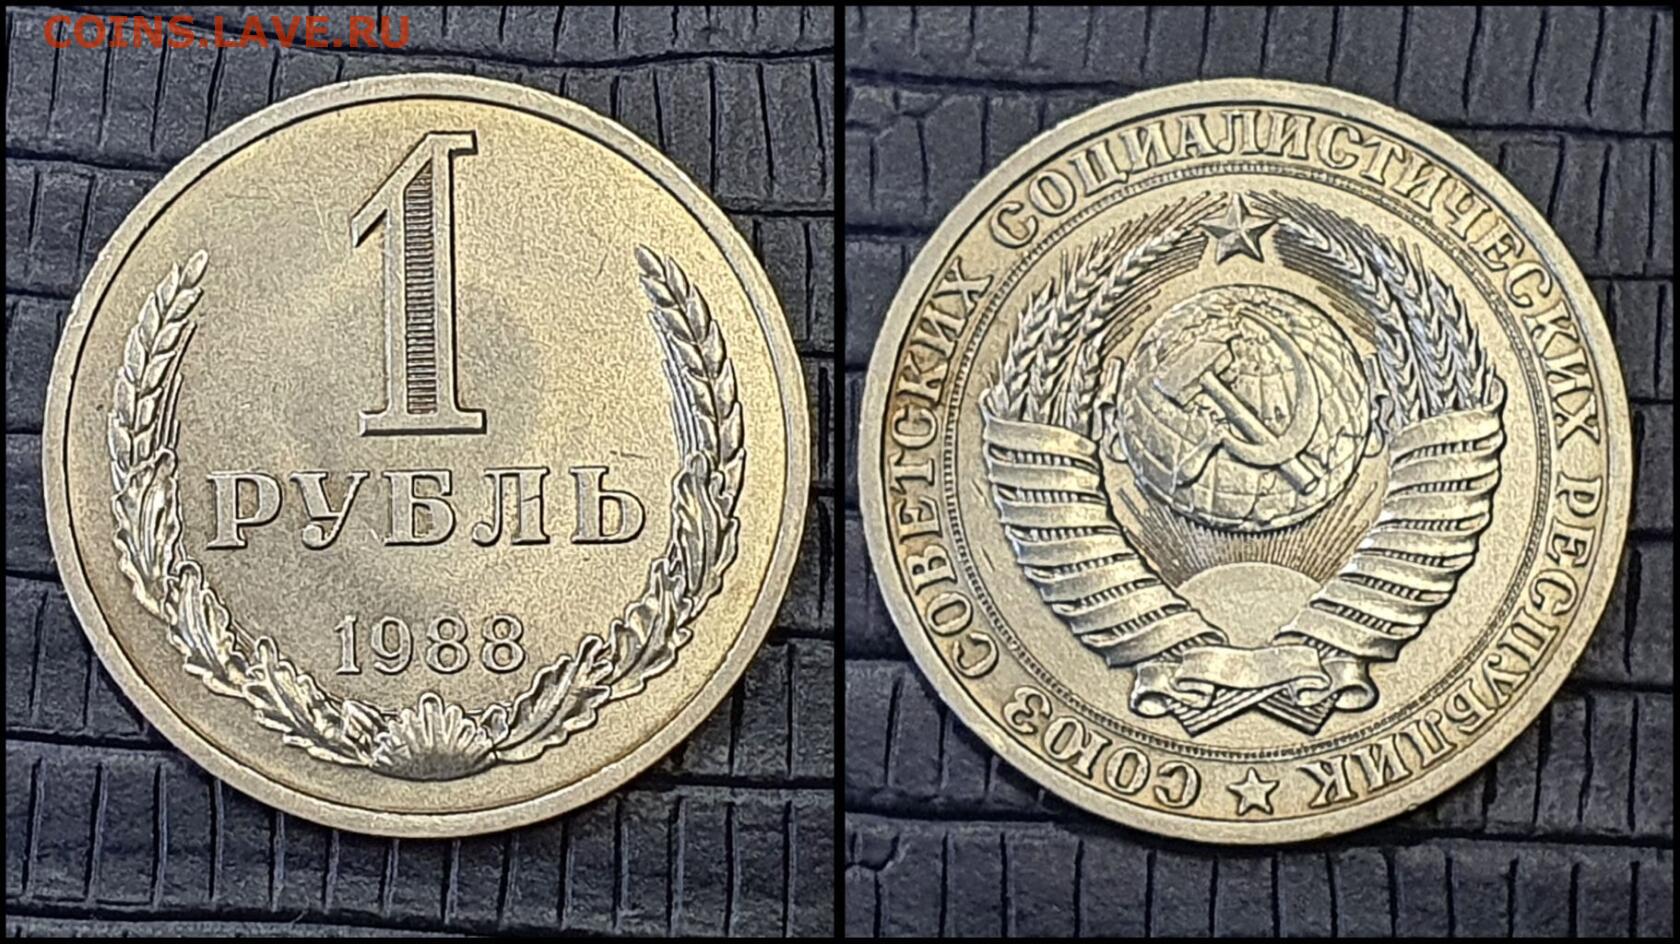 COINS.LAVE.RU
1
РУБЛЬ
1988
СОЮЗ СОВЕТСКИХ СОЦИАЛИСТИЧЕСКИХ РЕСПУБЛИК